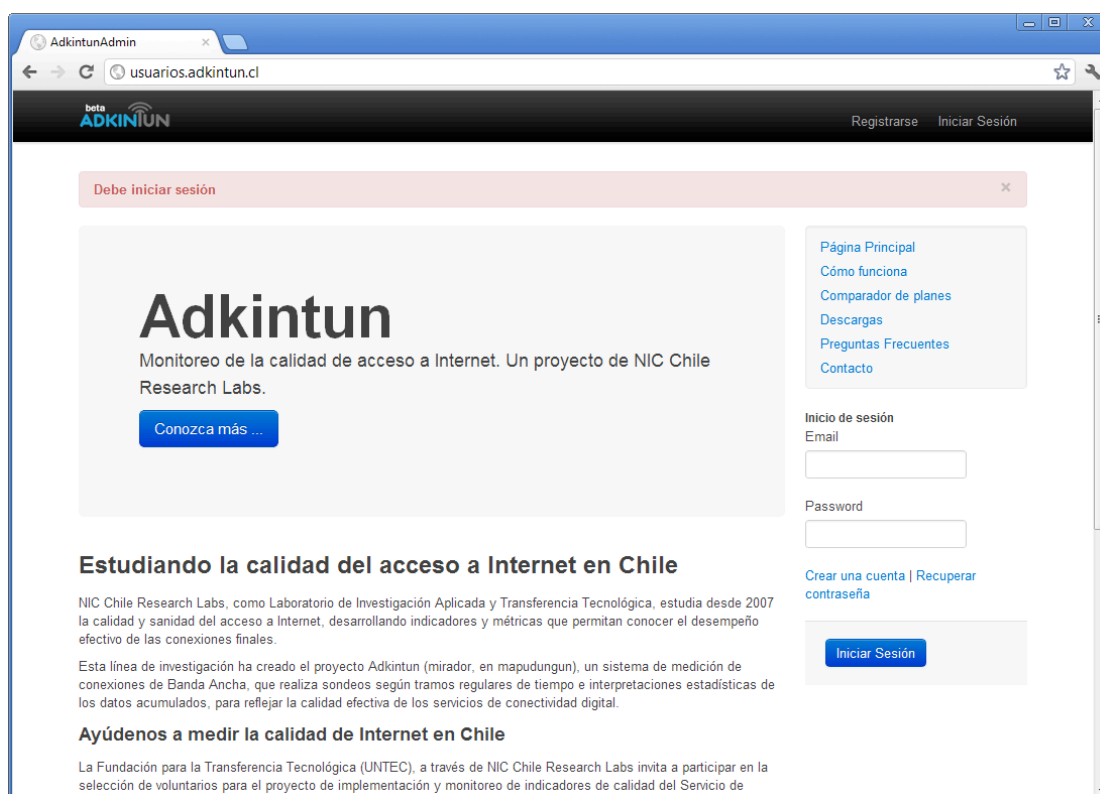 AdkintunAdmin
usuarios.adkintun.cl
beta
ADKINTUN
Registrarse Iniciar Sesión
Debe iniciar sesión
Adkintun
Monitoreo de la calidad de acceso a Internet. Un proyecto de NIC Chile
Research Labs.
Conozca más ...
Página Principal
Cómo funciona
Comparador de planes
Descargas
Preguntas Frecuentes
Contacto
Inicio de sesión
Email
Password
Crear una cuenta | Recuperar
contraseña
Iniciar Sesión
Estudiando la calidad del acceso a Internet en Chile
NIC Chile Research Labs, como Laboratorio de Investigación Aplicada y Transferencia Tecnológica, estudia desde 2007
la calidad y sanidad del acceso a Internet, desarrollando indicadores y métricas que permitan conocer el desempeño
efectivo de las conexiones finales.
Esta línea de investigación ha creado el proyecto Adkintun (mirador, en mapudungun), un sistema de medición de
conexiones de Banda Ancha, que realiza sondeos según tramos regulares de tiempo e interpretaciones estadísticas de
los datos acumulados, para reflejar la calidad efectiva de los servicios de conectividad digital.
Ayúdenos a medir la calidad de Internet en Chile
La Fundación para la Transferencia Tecnológica (UNTEC), a través de NIC Chile Research Labs invita a participar en la
selección de voluntarios para el proyecto de implementación y monitoreo de indicadores de calidad del Servicio de